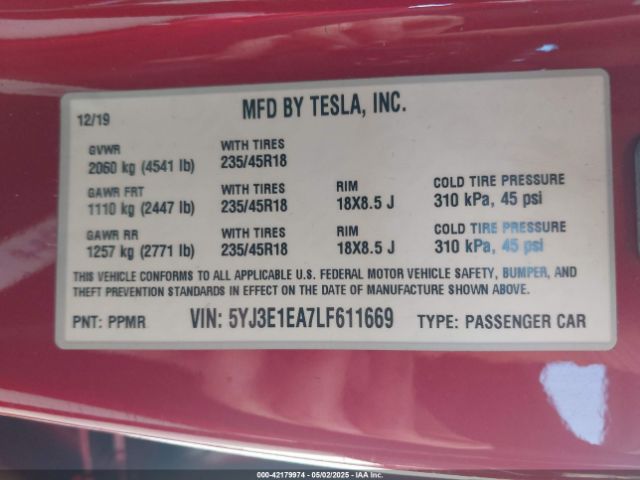 12/19
MFD BY TESLA, INC.
GVWR
2060 kg (4541 lb)
WITH TIRES
235/45R18
GAWR FRT
1110 kg (2447 lb)
WITH TIRES
235/45R18
RIM
18X8.5 J
COLD TIRE PRESSURE
310 kPa, 45 psi
GAWR RR
1257 kg (2771 lb)
WITH TIRES
235/45R18
RIM
18X8.5 J
COLD TIRE PRESSURE
310 kPa, 45 psi
THIS VEHICLE CONFORMS TO ALL APPLICABLE U.S. FEDERAL MOTOR VEHICLE SAFETY, BUMPER, AND
THEFT PREVENTION STANDARDS IN EFFECT ON THE DATE OF MANUFACTURE SHOWN ABOVE.
PNT: PPMR
VIN: 5YJ3E1EA7LF611669
TYPE: PASSENGER CAR
000-42179974 - 05/02/2025 - IAAI.COM